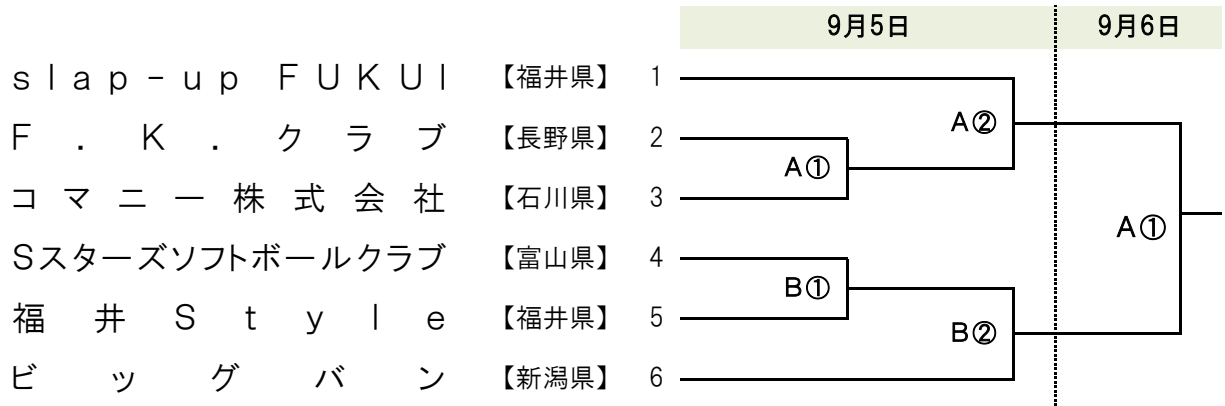 9月5日 9月6日
slap-up FUKUI 【福井県】 1
F.K.クラブ 【長野県】 2
コマニー株式会社 【石川県】 3
Sスターズソフトボールクラブ 【富山県】 4
福井Style 【福井県】 5
ビッグバン 【新潟県】 6
A②
A①
A①
B①
B②